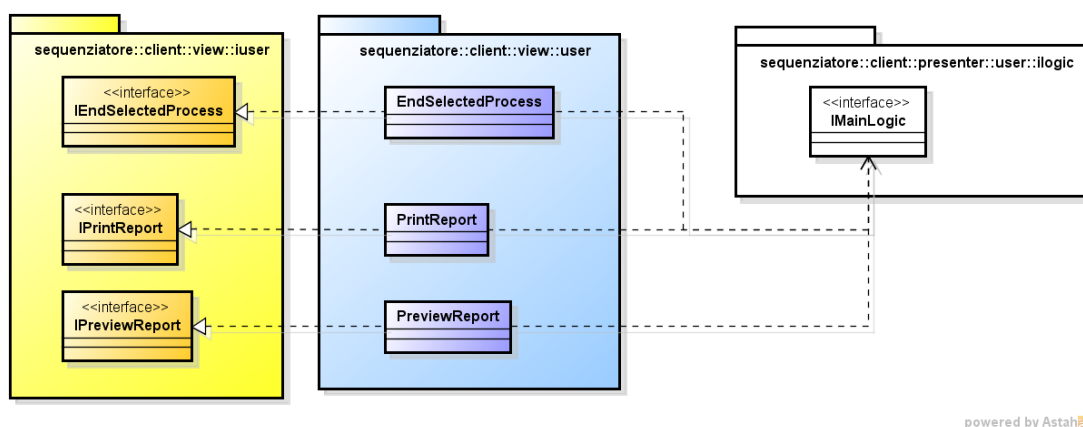 sequenziatore::client::view::iuser
<<interface>>
IEndSelectedProcess
<<interface>>
IPrintReport
<<interface>>
IPreviewReport
sequenziatore::client::view::user
EndSelectedProcess
PrintReport
PreviewReport
sequenziatore::client::presenter::user::ilogic
<<interface>>
IMainLogic
powered by Astah